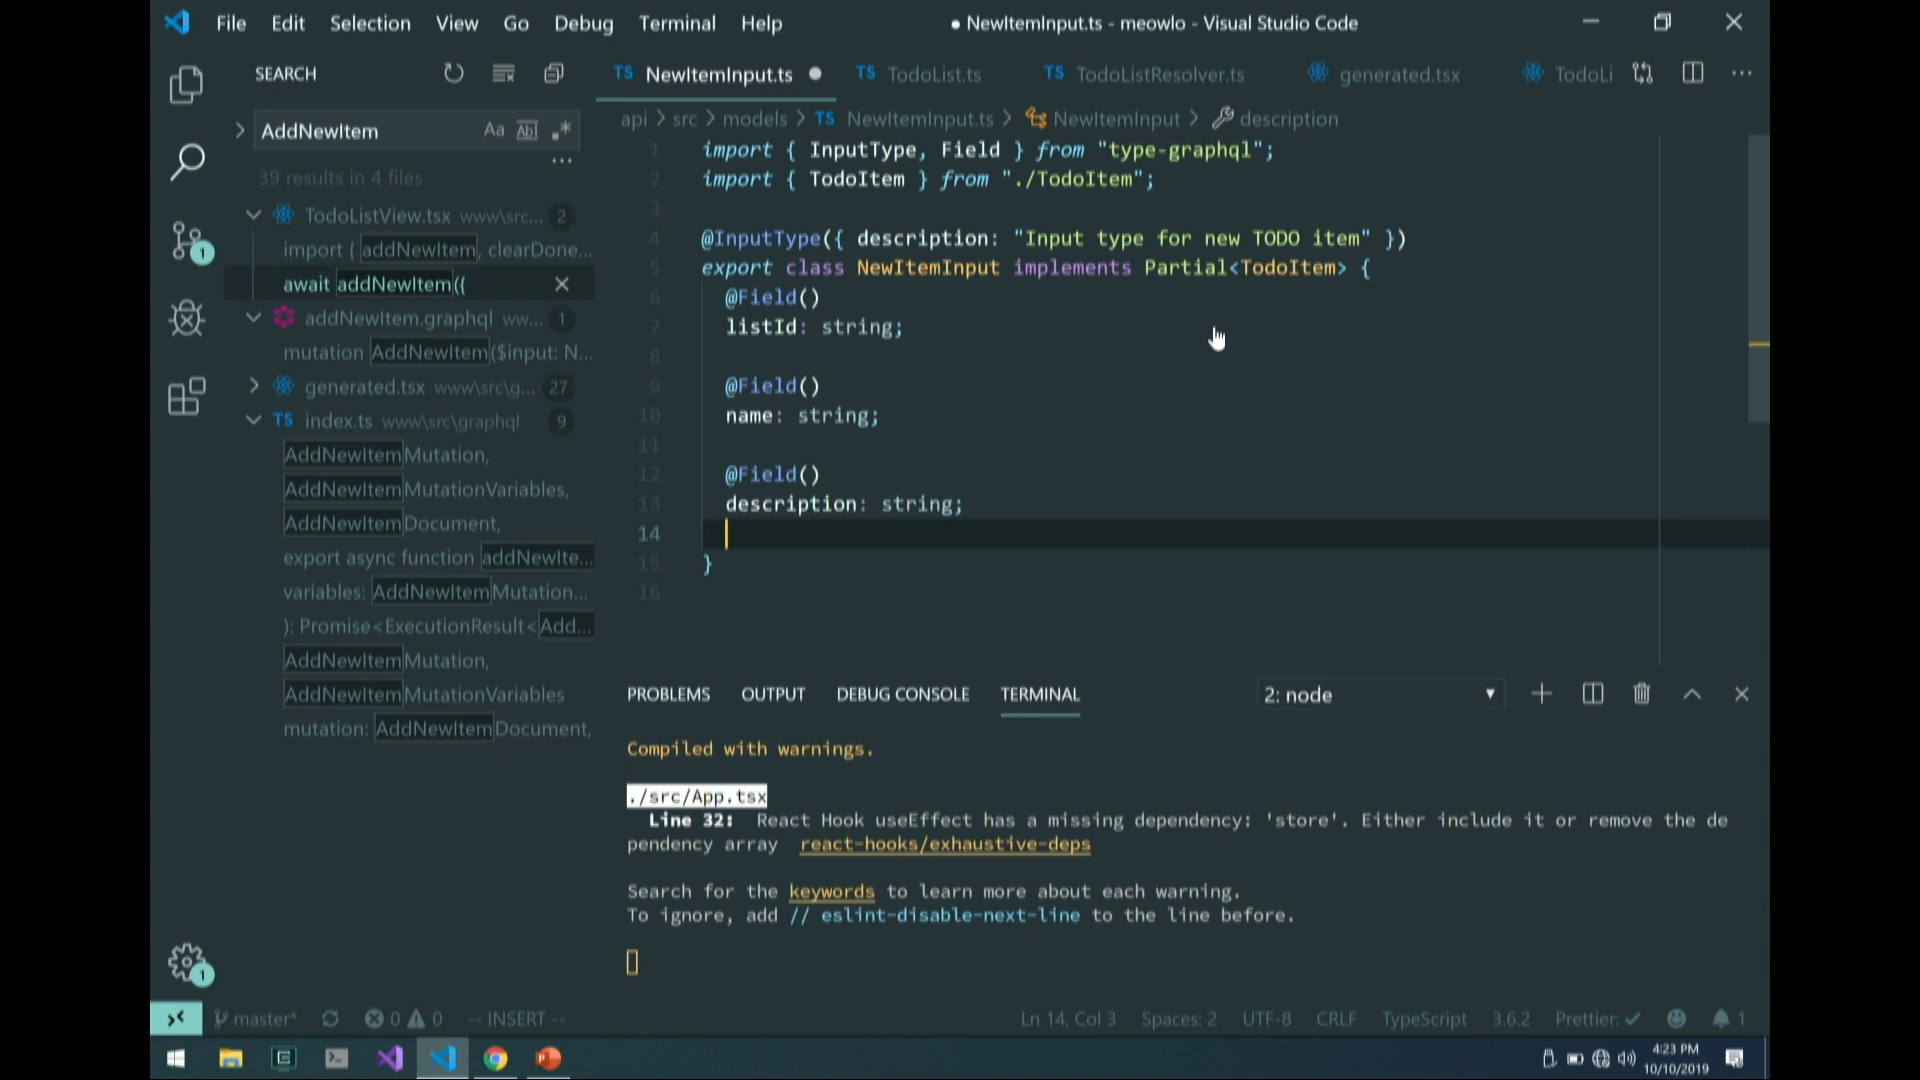 File Edit Selection View Go Debug Terminal Help
● NewItemInput.ts - meowlo - Visual Studio Code
SEARCH
AddNewItem
Aa Abl .*
39 results in 4 files
TodoListView.tsx www\src... 2
import { addNewItem, clearDone...
await addNewItem({
addNewItem.graphql ww... 1
mutation AddNewItem($input: N...
generated.tsx www\src\g... 27
TS index.ts www\src\graphql 9
AddNewItemMutation,
AddNewItemMutationVariables,
AddNewItemDocument,
export async function addNewIte...
variables: AddNewItemMutation...
): Promise<ExecutionResult<Add...
AddNewItemMutation,
AddNewItemMutationVariables
mutation: AddNewItemDocument,
TS NewItemInput.ts ● TS TodoList.ts TS TodoListResolver.ts generated.tsx TodoLi ...
api > src > models > TS NewItemInput.ts > NewItemInput > description
1 import { InputType, Field } from "type-graphql";
2 import { TodoItem } from "./TodoItem";
3
4 @InputType({ description: "Input type for new TODO item" })
5 export class NewItemInput implements Partial<TodoItem> {
6 @Field()
7 listId: string;
8
9 @Field()
10 name: string;
11
12 @Field()
13 description: string;
14
15 }
16
PROBLEMS OUTPUT DEBUG CONSOLE TERMINAL 2: node
Compiled with warnings.
./src/App.tsx
Line 32: React Hook useEffect has a missing dependency: 'store'. Either include it or remove the de
pendency array react-hooks/exhaustive-deps
Search for the keywords to learn more about each warning.
To ignore, add // eslint-disable-next-line to the line before.
1
1
master* 0 0 -- INSERT -- Ln 14, Col 3 Spaces: 2 UTF-8 CRLF TypeScript 3.6.2 Prettier: ✓ 1
4:23 PM
10/10/2019